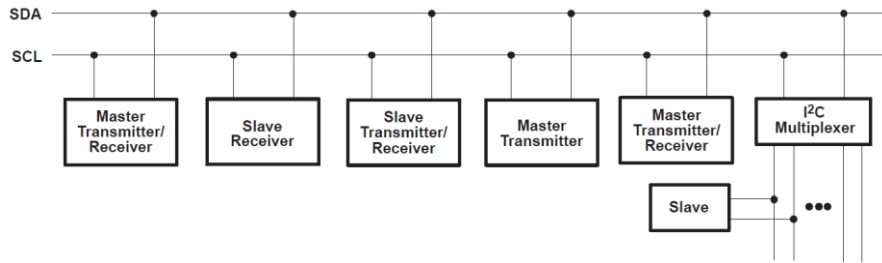 SDA
SCL
Master
Transmitter/
Receiver
Slave
Receiver
Slave
Transmitter/
Receiver
Master
Transmitter
Master
Transmitter/
Receiver
I²C
Multiplexer
Slave